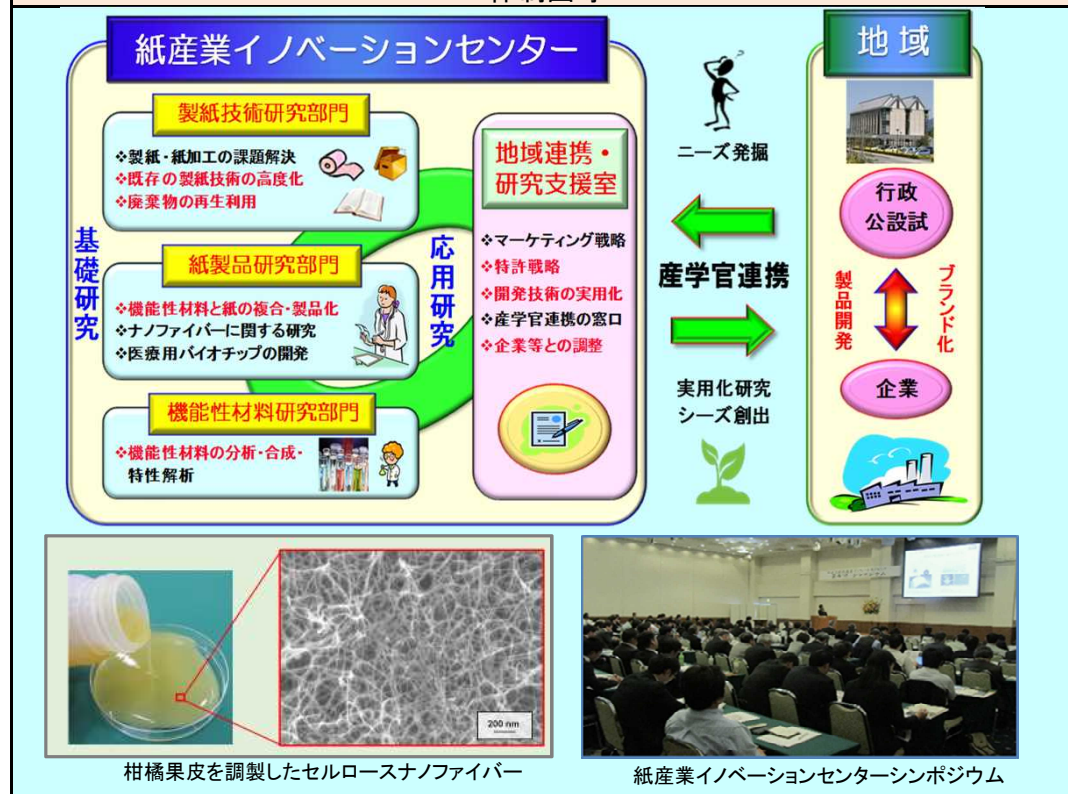 紙産業イノベーションセンター
製紙技術研究部門
❖製紙・紙加工の課題解決
❖既存の製紙技術の高度化
❖廃棄物の再生利用
基礎研究
紙製品研究部門
❖機能性材料と紙の複合・製品化
❖ナノファイバーに関する研究
❖医療用バイオチップの開発
応用研究
機能性材料研究部門
❖機能性材料の分析・合成・
特性解析
地域連携・
研究支援室
❖マーケティング戦略
❖特許戦略
❖開発技術の実用化
❖産学官連携の窓口
❖企業等との調整
ニーズ発掘
産学官連携
実用化研究
シーズ創出
地域
行政
公設試
製品開発
ブランド化
企業
200 nm
柑橘果皮を調製したセルロースナノファイバー
紙産業イノベーションセンターシンポジウム